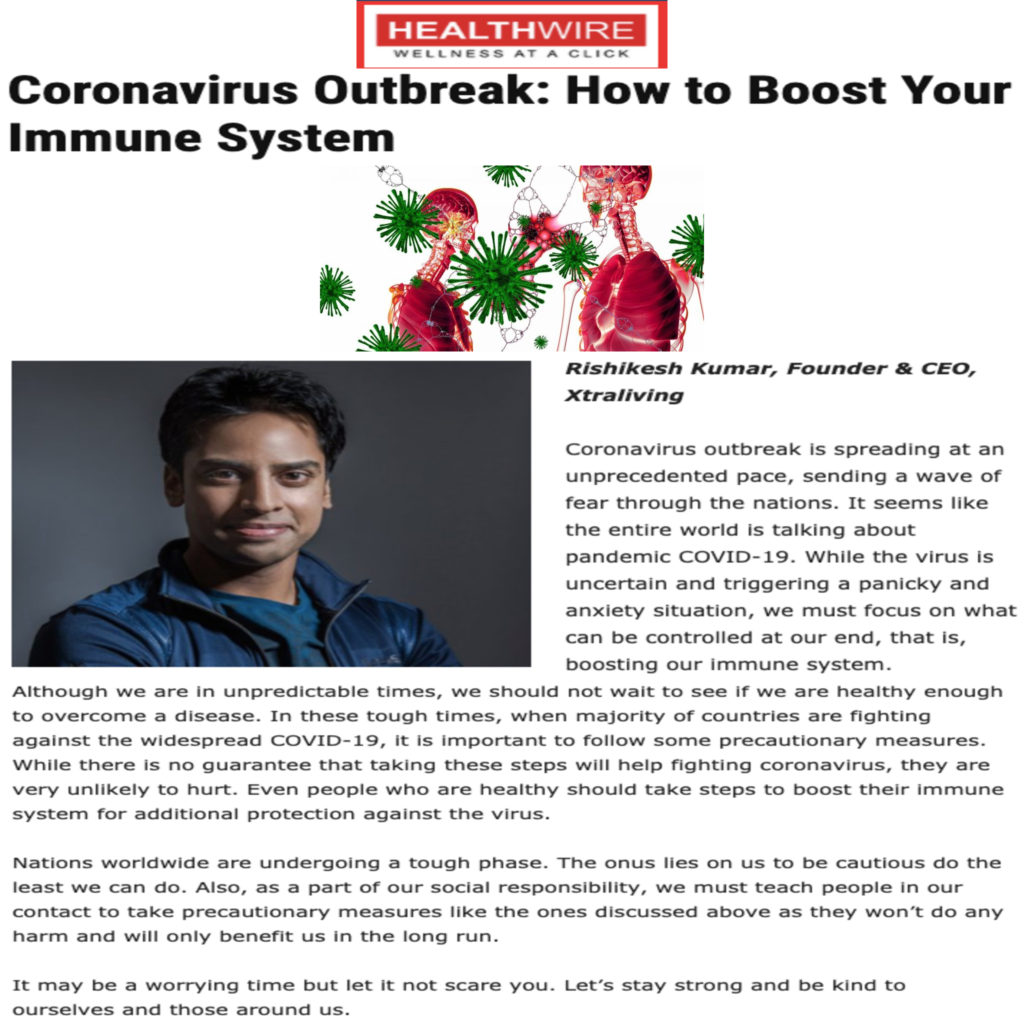 HEALTHWIRE
WELLNESS AT A CLICK
Coronavirus Outbreak: How to Boost Your
Immune System
Rishikesh Kumar, Founder & CEO,
Xtraliving
Coronavirus outbreak is spreading at an
unprecedented pace, sending a wave of
fear through the nations. It seems like
the entire world is talking about
pandemic COVID-19. While the virus is
uncertain and triggering a panicky and
anxiety situation, we must focus on what
can be controlled at our end, that is,
boosting our immune system.
Although we are in unpredictable times, we should not wait to see if we are healthy enough
to overcome a disease. In these tough times, when majority of countries are fighting
against the widespread COVID-19, it is important to follow some precautionary measures.
While there is no guarantee that taking these steps will help fighting coronavirus, they are
very unlikely to hurt. Even people who are healthy should take steps to boost their immune
system for additional protection against the virus.
Nations worldwide are undergoing a tough phase. The onus lies on us to be cautious do the
least we can do. Also, as a part of our social responsibility, we must teach people in our
contact to take precautionary measures like the ones discussed above as they won’t do any
harm and will only benefit us in the long run.
It may be a worrying time but let it not scare you. Let’s stay strong and be kind to
ourselves and those around us.